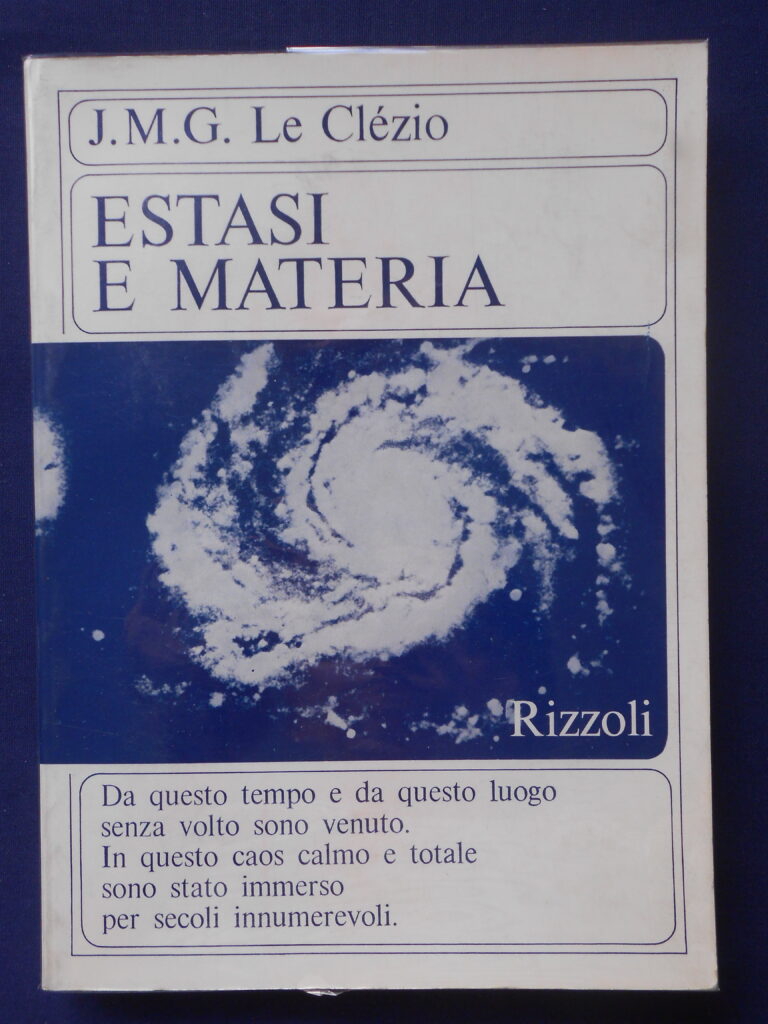 J.M.G. Le Clézio
ESTASI
E MATERIA
Rizzoli
Da questo tempo e da questo luogo
senza volto sono venuto.
In questo caos calmo e totale
sono stato immerso
per secoli innumerevoli.